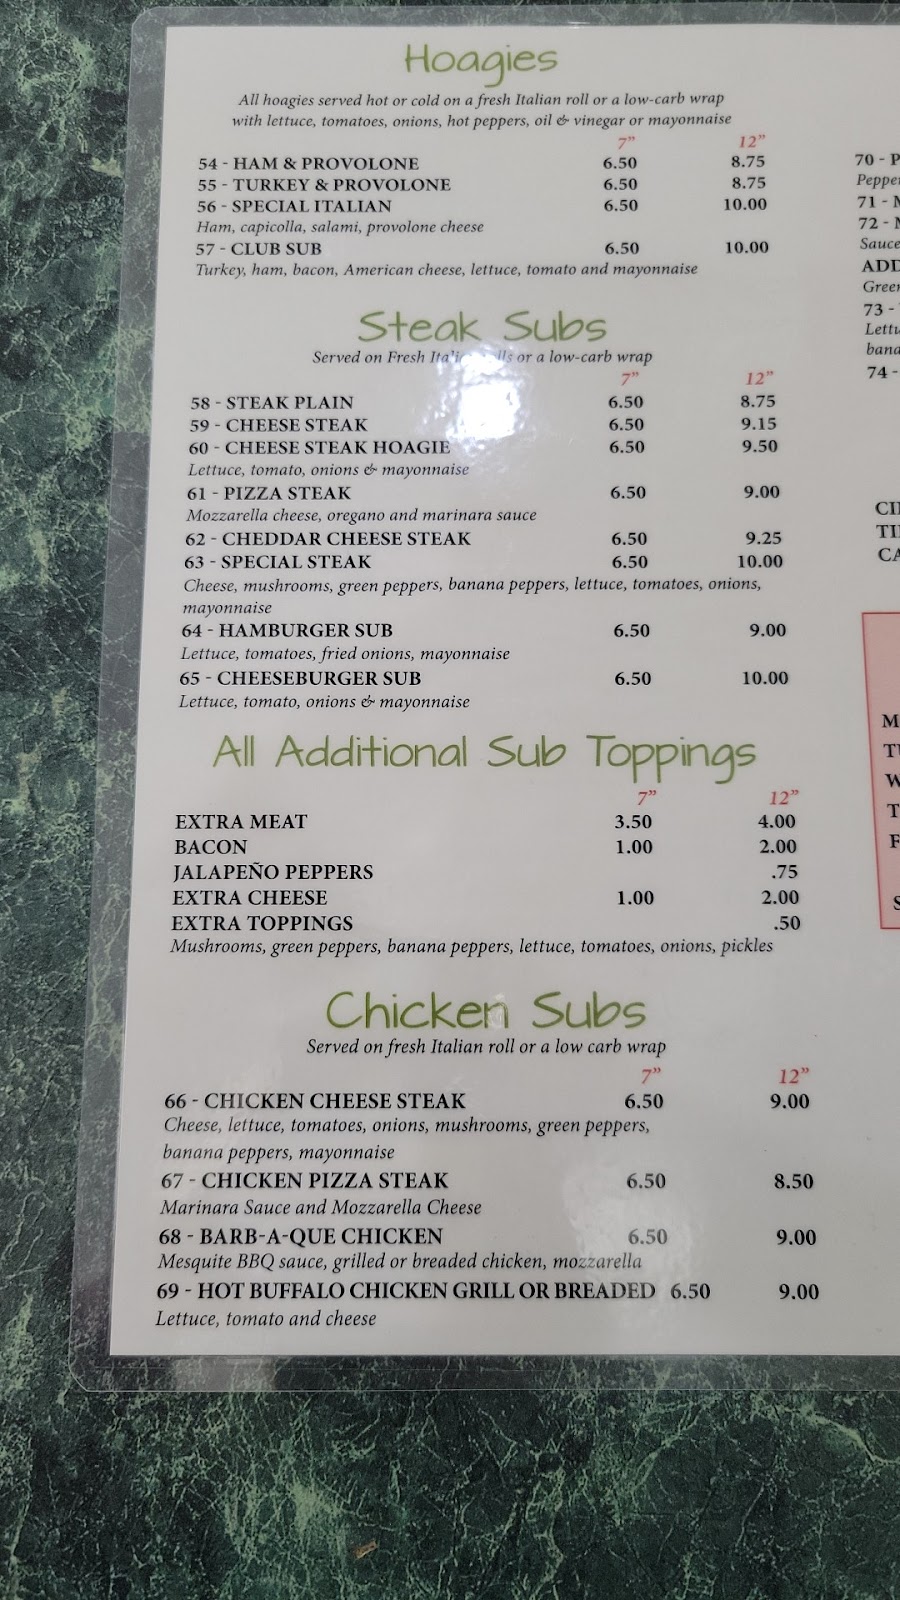 Hoagies
All hoagies served hot or cold on a fresh Italian roll or a low-carb wrap
with lettuce, tomatoes, onions, hot peppers, oil & vinegar or mayonnaise
7” 12”
54 - HAM & PROVOLONE 6.50 8.75
55 - TURKEY & PROVOLONE 6.50 8.75
56 - SPECIAL ITALIAN 6.50 10.00
Ham, capicolla, salami, provolone cheese
57 - CLUB SUB 6.50 10.00
Turkey, ham, bacon, American cheese, lettuce, tomato and mayonnaise
Steak Subs
Served on Fresh Italian rolls or a low-carb wrap
7” 12”
58 - STEAK PLAIN 6.50 8.75
59 - CHEESE STEAK 6.50 9.15
60 - CHEESE STEAK HOAGIE 6.50 9.50
Lettuce, tomato, onions & mayonnaise
61 - PIZZA STEAK 6.50 9.00
Mozzarella cheese, oregano and marinara sauce
62 - CHEDDAR CHEESE STEAK 6.50 9.25
63 - SPECIAL STEAK 6.50 10.00
Cheese, mushrooms, green peppers, banana peppers, lettuce, tomatoes, onions,
mayonnaise
64 - HAMBURGER SUB 6.50 9.00
Lettuce, tomatoes, fried onions, mayonnaise
65 - CHEESEBURGER SUB 6.50 10.00
Lettuce, tomato, onions & mayonnaise
All Additional Sub Toppings
7” 12”
EXTRA MEAT 3.50 4.00
BACON 1.00 2.00
JALAPEÑO PEPPERS .75
EXTRA CHEESE 1.00 2.00
EXTRA TOPPINGS .50
Mushrooms, green peppers, banana peppers, lettuce, tomatoes, onions, pickles
Chicken Subs
Served on fresh Italian roll or a low carb wrap
7” 12”
66 - CHICKEN CHEESE STEAK 6.50 9.00
Cheese, lettuce, tomatoes, onions, mushrooms, green peppers,
banana peppers, mayonnaise
67 - CHICKEN PIZZA STEAK 6.50 8.50
Marinara Sauce and Mozzarella Cheese
68 - BARB-A-QUE CHICKEN 6.50 9.00
Mesquite BBQ sauce, grilled or breaded chicken, mozzarella
69 - HOT BUFFALO CHICKEN GRILL OR BREADED 6.50 9.00
Lettuce, tomato and cheese
70 -
71 -
72 -
73 -
74 -